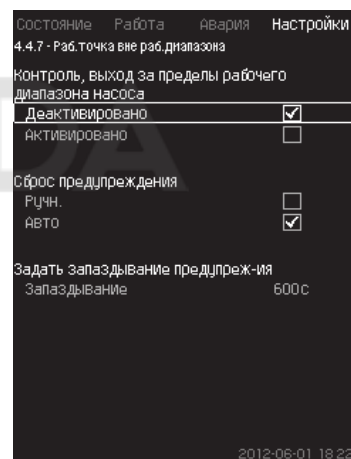 Состояние Работа Авария Настройки
4.4.7 - Раб.точка вне раб.диапазона
Контроль, выход за пределы рабочего
диапазона насоса
Деактивировано
Активировано
Сброс предупреждения
Ручн.
Авто
Задать запаздывание предупреж-ия
Запаздывание 600с
2012-06-01 18:22
DA